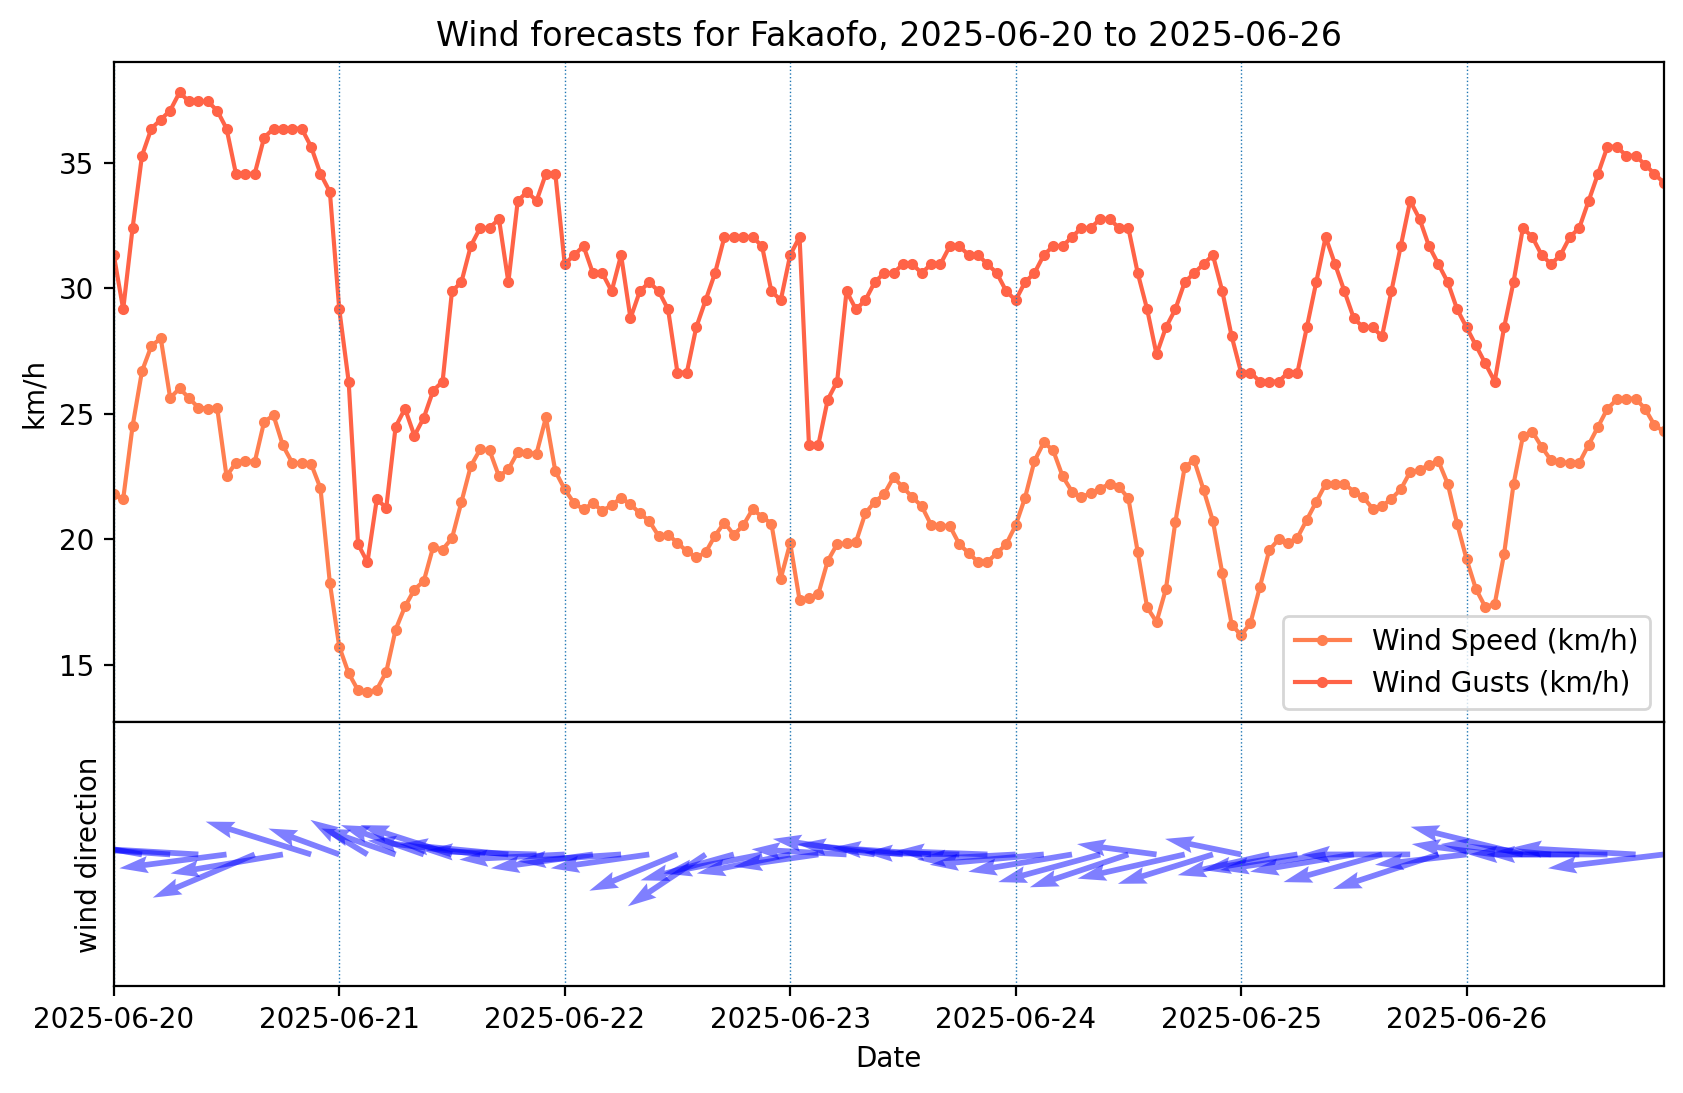 Wind forecasts for Fakaofo, 2025-06-20 to 2025-06-26
km/h
35
30
25
20
15
Wind Speed (km/h)
Wind Gusts (km/h)
wind direction
2025-06-20
2025-06-21
2025-06-22
2025-06-23
2025-06-24
2025-06-25
2025-06-26
Date